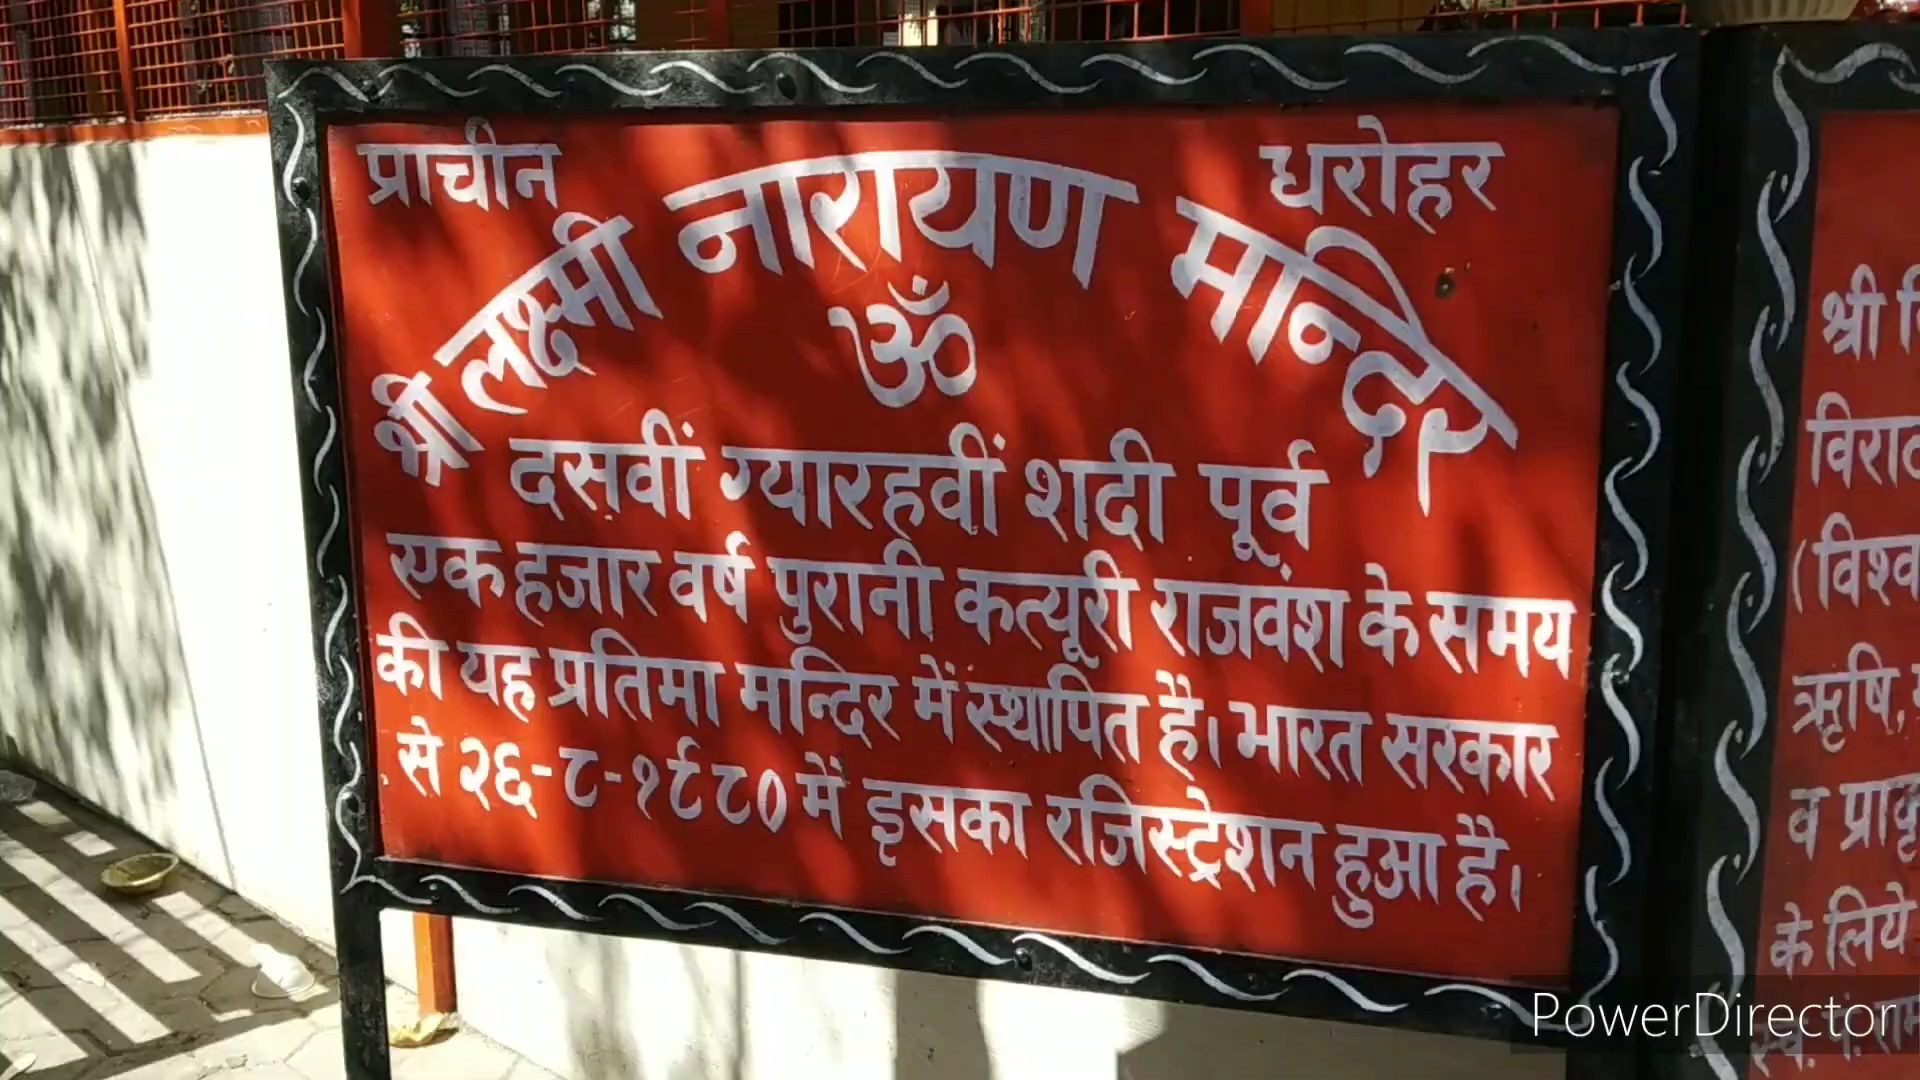 प्राचीन धरोहर
श्री लक्ष्मी नारायण मन्दिर
ॐ
दसवीं ग्यारहवीं शदी पूर्व
एक हजार वर्ष पुरानी कत्यूरी राजवंश के समय
की यह प्रतिमा मन्दिर में स्थापित है। भारत सरकार
से २६-८-१९८० में इसका रजिस्ट्रेशन हुआ है।
श्री
(विश्व
ऋषि,
व
के लिये
PowerDirector